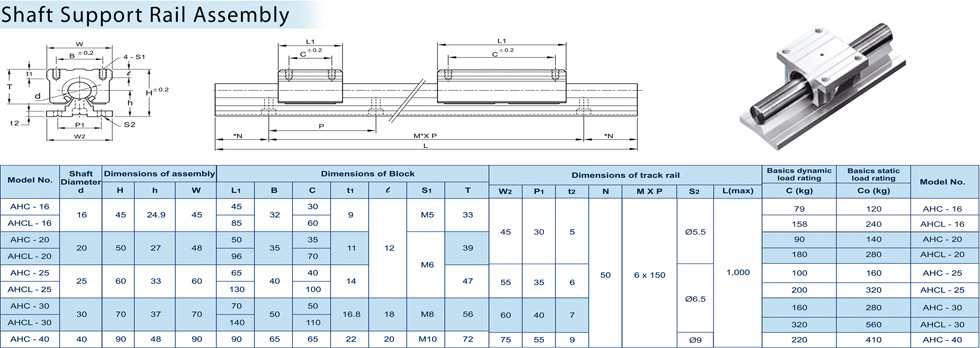 Shaft Support Rail Assembly
W
B ±0.2
4 - S1
t1
ℓ
T
d
h
H±0.2
t2
P1
S2
W2
L1
C±0.2
L1
C±0.2
P
*N
M*X P
*N
L
Model No. Shaft Diameter d Dimensions of assembly Dimensions of Block Dimensions of track rail Basics dynamic load rating Basics static load rating Model No.
H h W L1 B C t1 ℓ S1 T W2 P1 t2 N M X P S2 L(max) C (kg) Co (kg)
AHC - 16 16 45 24.9 45 45 32 30 9 12 M5 33 45 30 5 50 6 x 150 Ø5.5 1,000 79 120 AHC - 16
AHCL - 16 85 60 158 240 AHCL - 16
AHC - 20 20 50 27 48 50 35 35 11 M6 39 90 140 AHC - 20
AHCL - 20 96 70 180 280 AHCL - 20
AHC - 25 25 60 33 60 65 40 40 14 47 55 35 6 Ø6.5 100 160 AHC - 25
AHCL - 25 130 100 200 320 AHCL - 25
AHC - 30 30 70 37 70 70 50 50 16.8 18 M8 56 60 40 7 160 280 AHC - 30
AHCL - 30 140 110 320 560 AHCL - 30
AHC - 40 40 90 48 90 90 65 65 22 20 M10 72 75 55 9 Ø9 220 410 AHC - 40